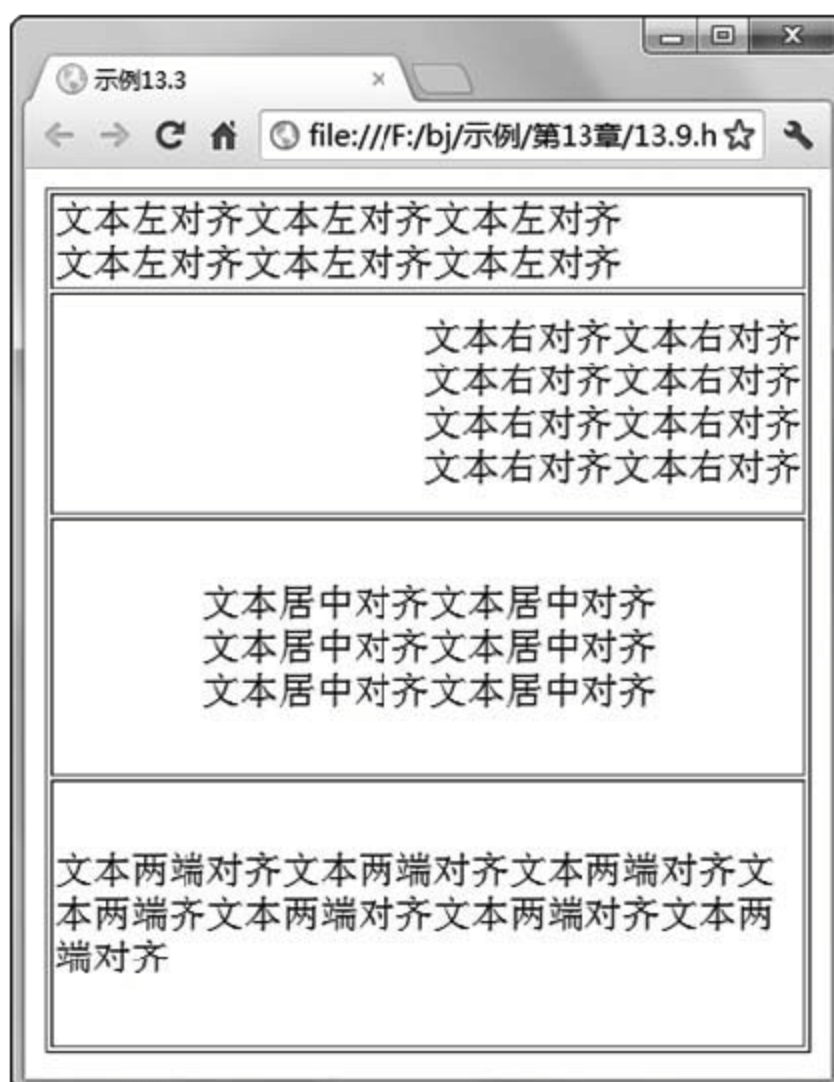 示例13.3
file:///F:/bj/示例/第13章/13.9.h
文本左对齐文本左对齐文本左对齐
文本左对齐文本左对齐文本左对齐
文本右对齐文本右对齐
文本右对齐文本右对齐
文本右对齐文本右对齐
文本右对齐文本右对齐
文本居中对齐文本居中对齐
文本居中对齐文本居中对齐
文本居中对齐文本居中对齐
文本两端对齐文本两端对齐文本两端对齐文
本两端齐文本两端对齐文本两端对齐文本两
端对齐